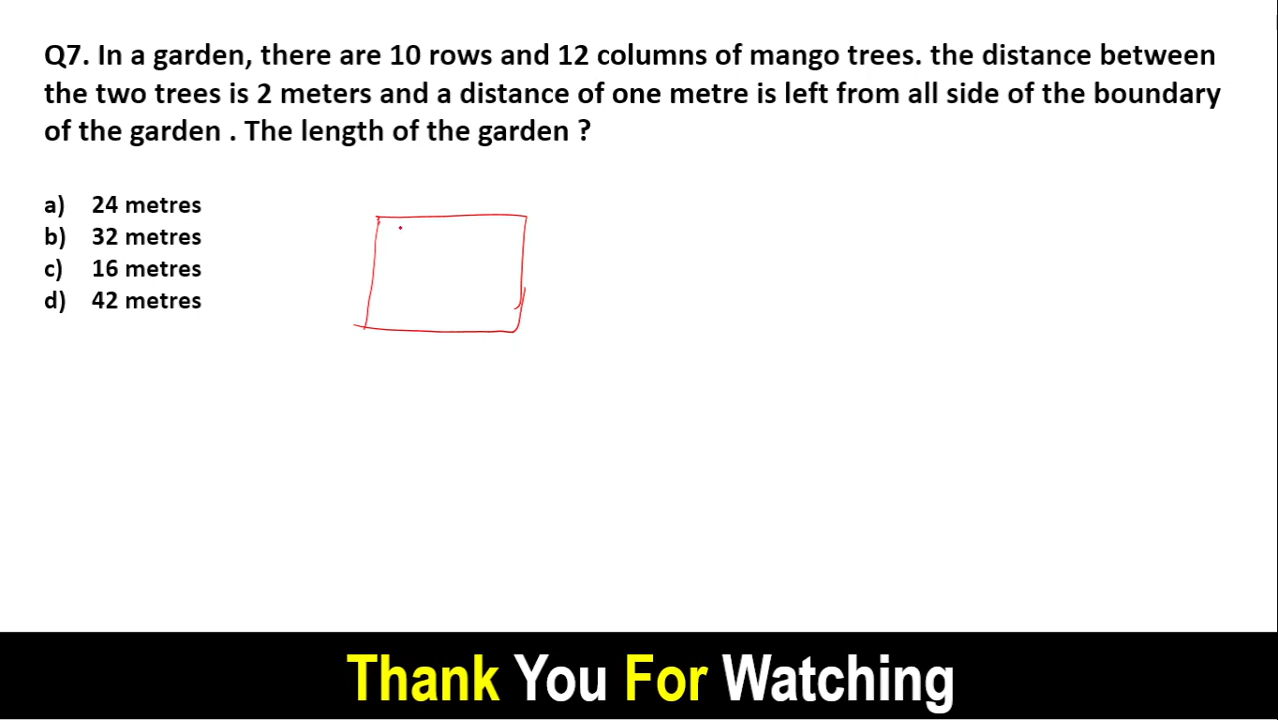 Q7. In a garden, there are 10 rows and 12 columns of mango trees. the distance between
the two trees is 2 meters and a distance of one metre is left from all side of the boundary
of the garden . The length of the garden ?
a) 24 metres
b) 32 metres
c) 16 metres
d) 42 metres
Thank You For Watching